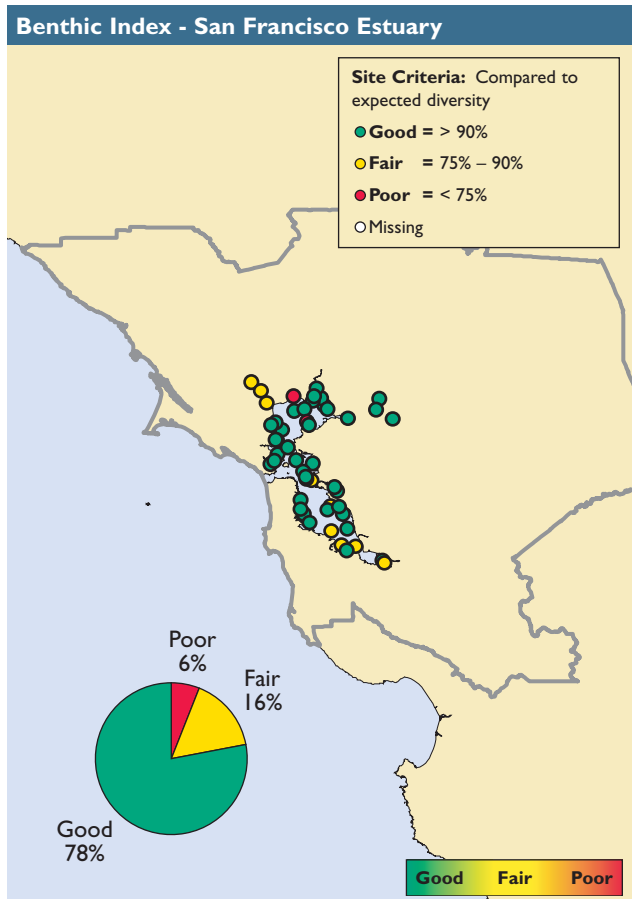 Benthic Index - San Francisco Estuary
Site Criteria: Compared to
expected diversity
Good = > 90%
Fair = 75% – 90%
Poor = < 75%
Missing
Poor
6%
Fair
16%
Good
78%
Good Fair Poor